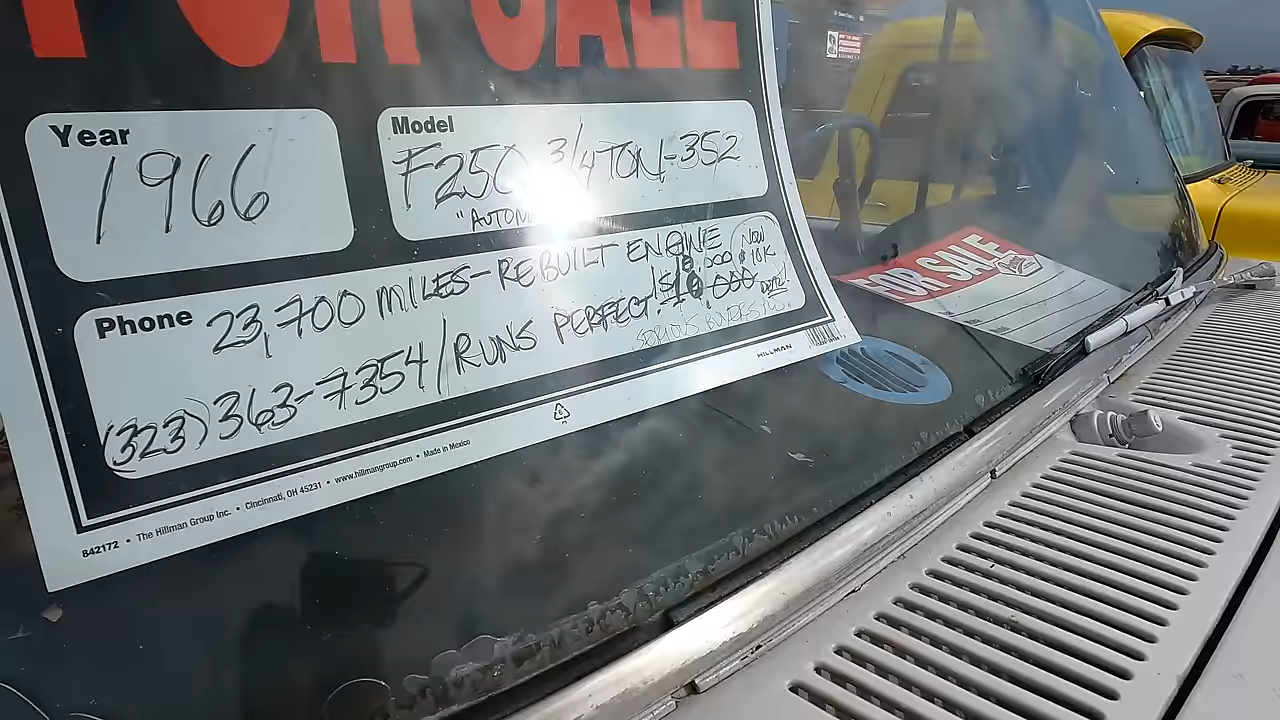 FOR SALE
Year
1966
Model
F250 3/4 TON-352
Phone
23,700 MILES-REBUILT ENGINE
(323) 363-7354/RUNS PERFECT!
NOW
10K
HILLMAN
842172 • The Hillman Group Inc. • Cincinnati, OH 45231 • www.hillmangroup.com • Made in Mexico
FOR SALE